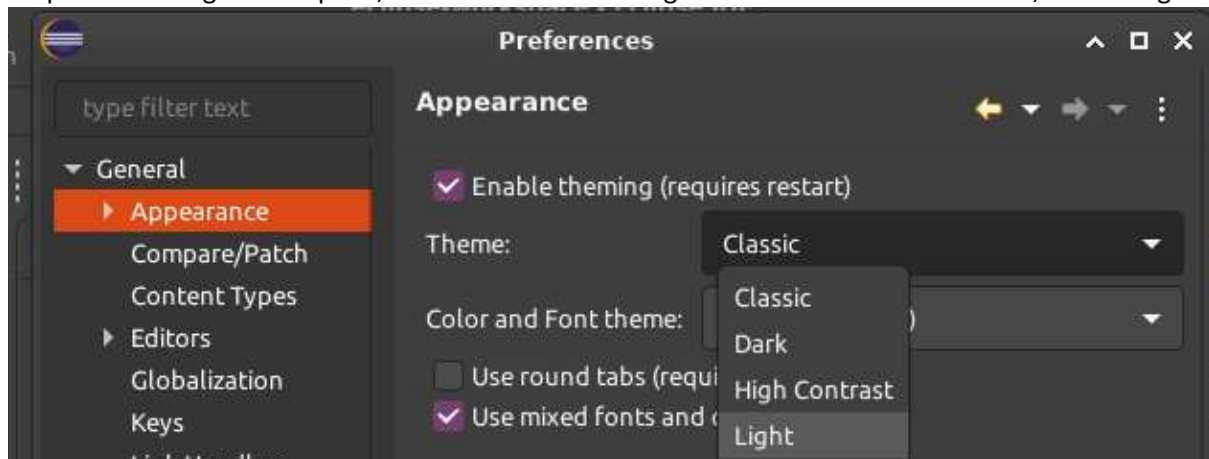 Preferences
type filter text
Appearance
General
Enable theming (requires restart)
Appearance
Theme:
Classic
Compare/Patch
Content Types
Classic
Color and Font theme:
)
Editors
Dark
Globalization
Use round tabs (requi
High Contrast
Keys
Use mixed fonts and
Light